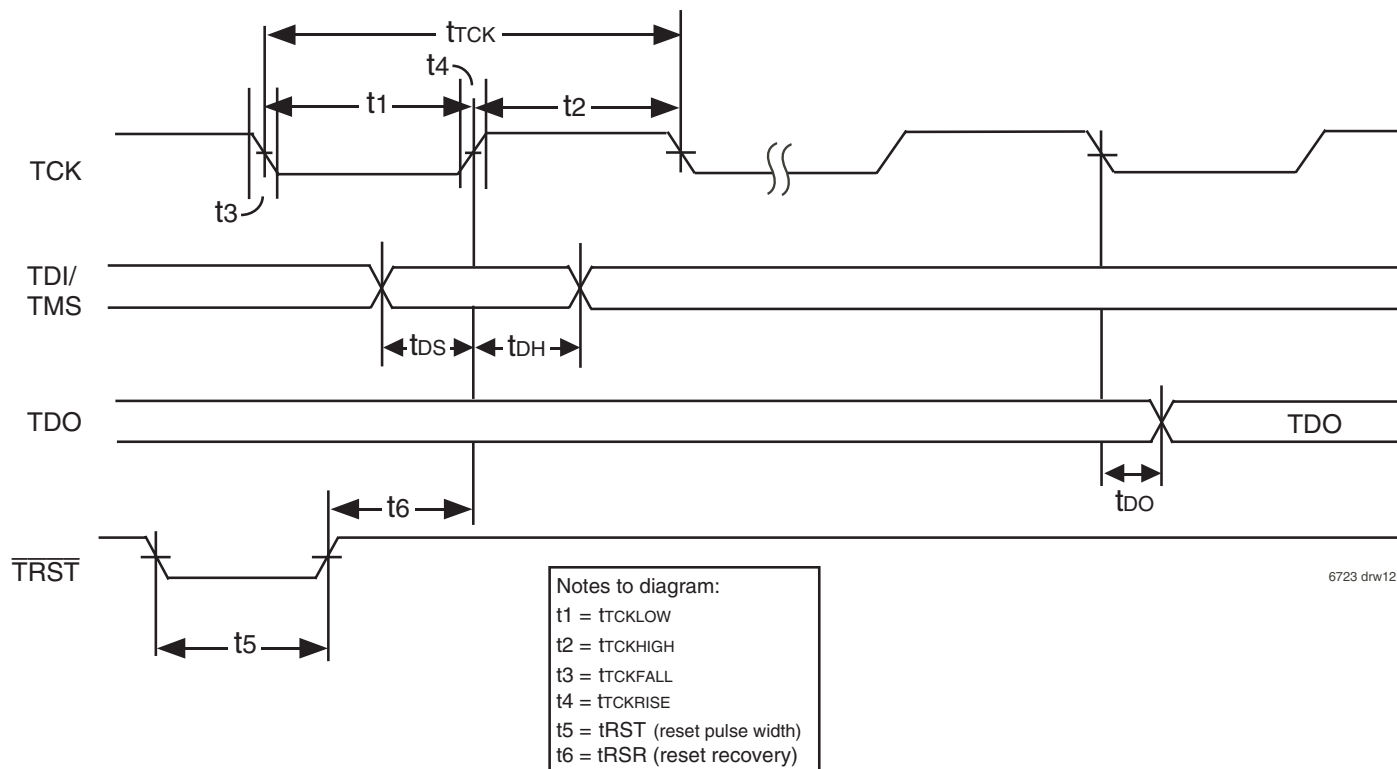 tTCK
t4
t1
t2
TCK
t3
TDI/
TMS
tDS
tDH
TDO
TDO
tDO
t6
TRST
6723 drw12
t5
Notes to diagram:
t1 = tTCKLOW
t2 = tTCKHIGH
t3 = tTCKFALL
t4 = tTCKRISE
t5 = tRST (reset pulse width)
t6 = tRSR (reset recovery)